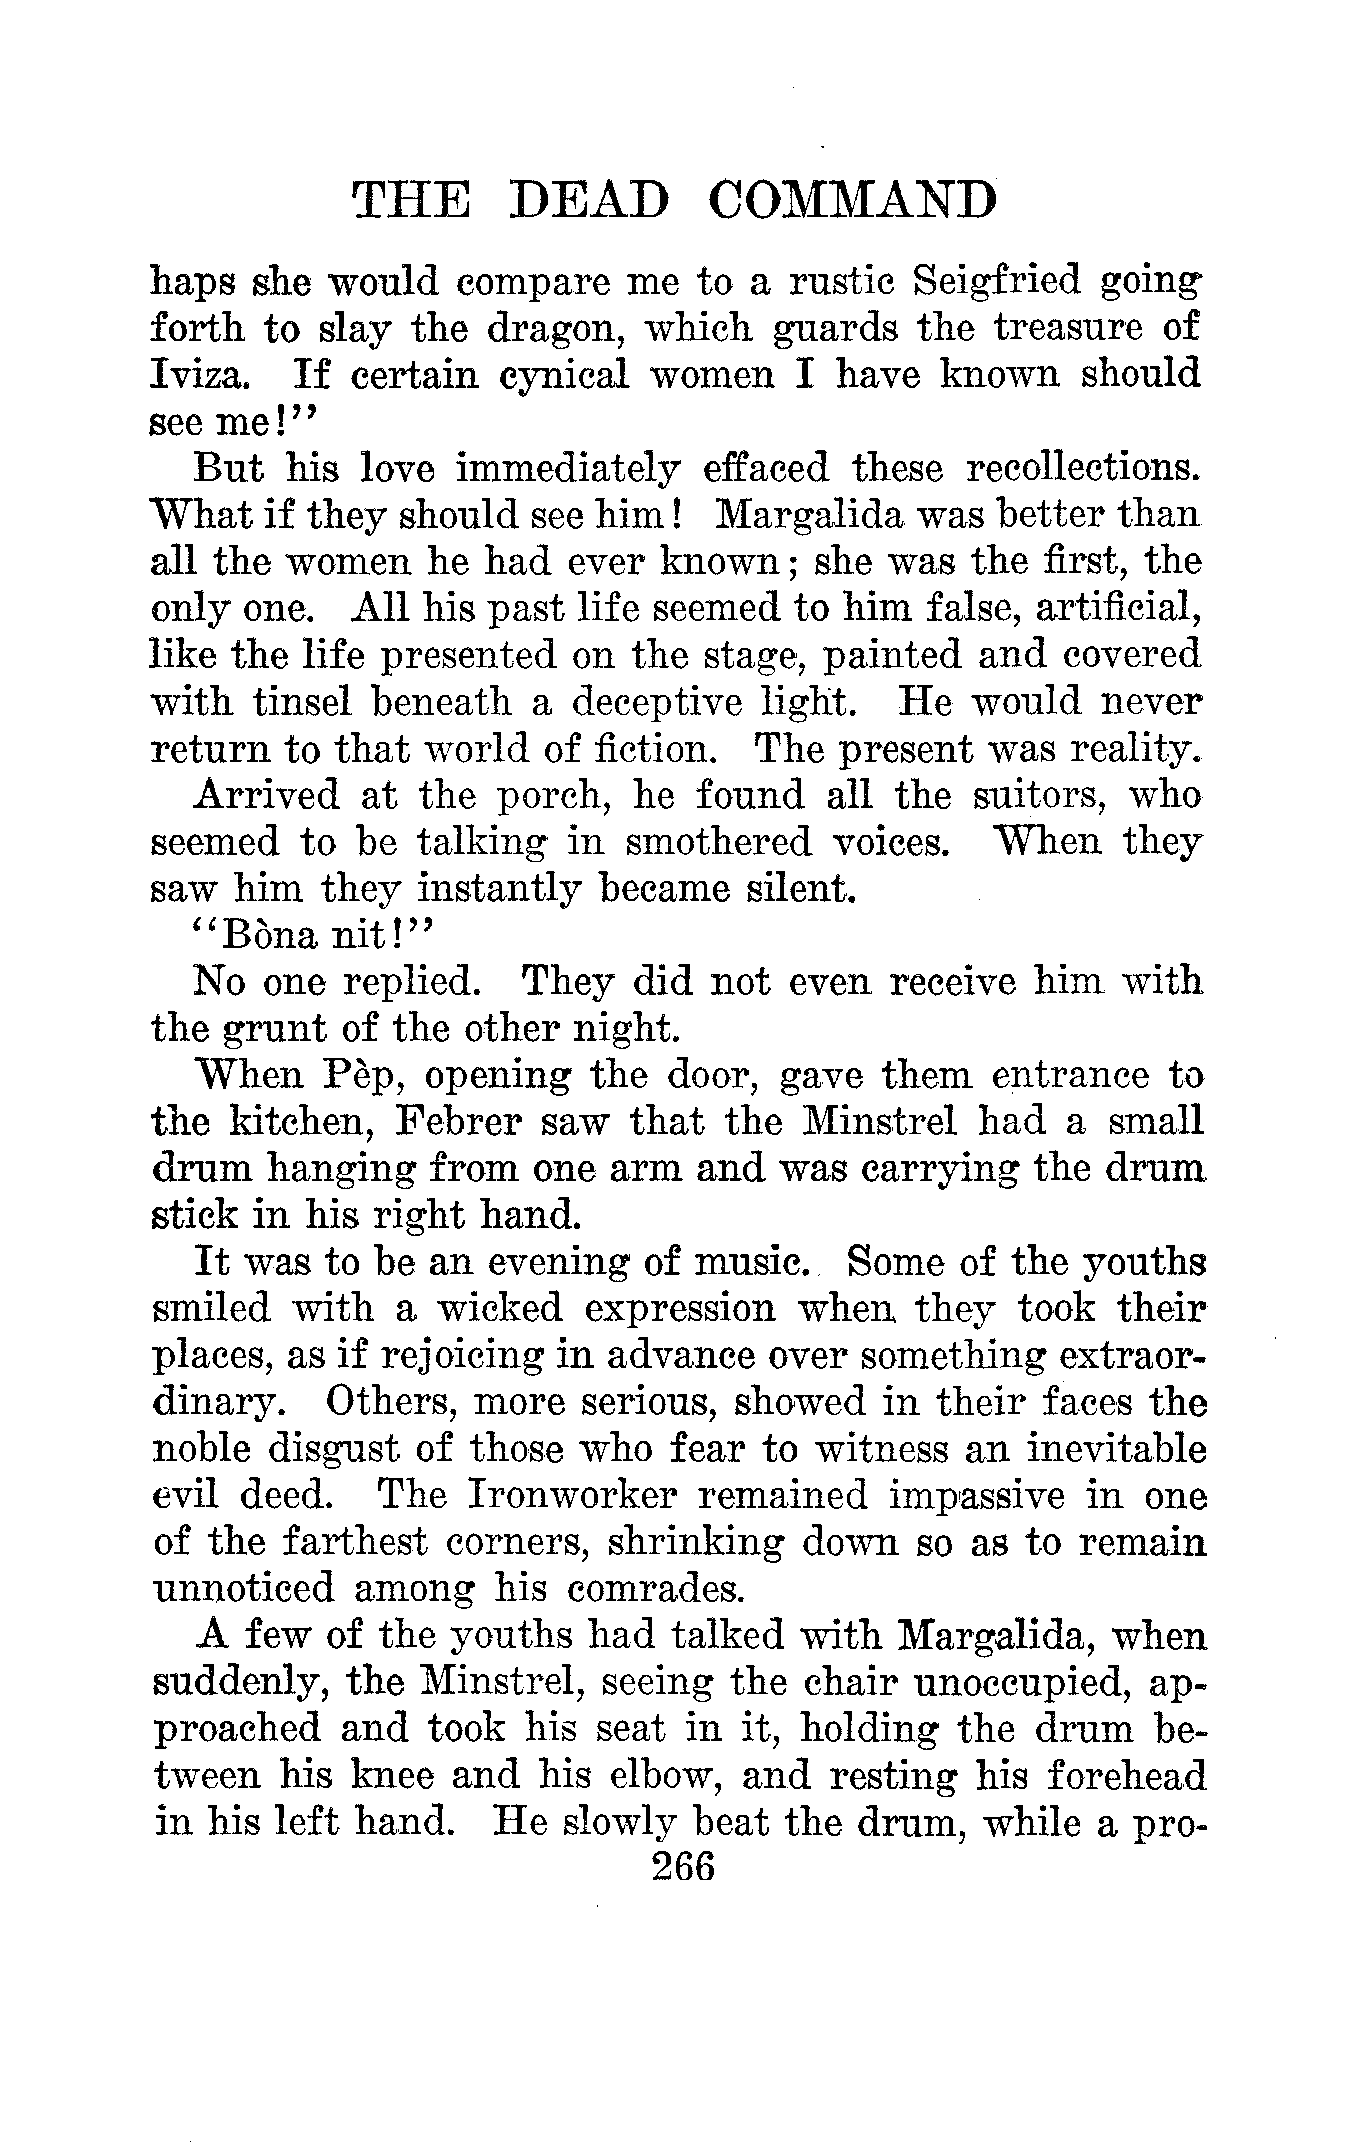 THE DEAD COMMAND
haps she would compare me to a rustic Seigfried going
forth to slay the dragon, which guards the treasure of
Iviza. If certain cynical women I have known should
see me!"
But his love immediately effaced these recollections.
What if they should see him! Margalida was better than
all the women he had ever known; she was the first, the
only one. All his past life seemed to him false, artificial,
like the life presented on the stage, painted and covered
with tinsel beneath a deceptive light. He would never
return to that world of fiction. The present was reality.
Arrived at the porch, he found all the suitors, who
seemed to be talking in smothered voices. When they
saw him they instantly became silent.
"Bòna nit!"
No one replied. They did not even receive him with
the grunt of the other night.
When Pèp, opening the door, gave them entrance to
the kitchen, Febrer saw that the Minstrel had a small
drum hanging from one arm and was carrying the drum
stick in his right hand.
It was to be an evening of music. Some of the youths
smiled with a wicked expression when they took their
places, as if rejoicing in advance over something extraor-
dinary. Others, more serious, showed in their faces the
noble disgust of those who fear to witness an inevitable
evil deed. The Ironworker remained impassive in one
of the farthest corners, shrinking down so as to remain
unnoticed among his comrades.
A few of the youths had talked with Margalida, when
suddenly, the Minstrel, seeing the chair unoccupied, ap-
proached and took his seat in it, holding the drum be-
tween his knee and his elbow, and resting his forehead
in his left hand. He slowly beat the drum, while a pro-
266